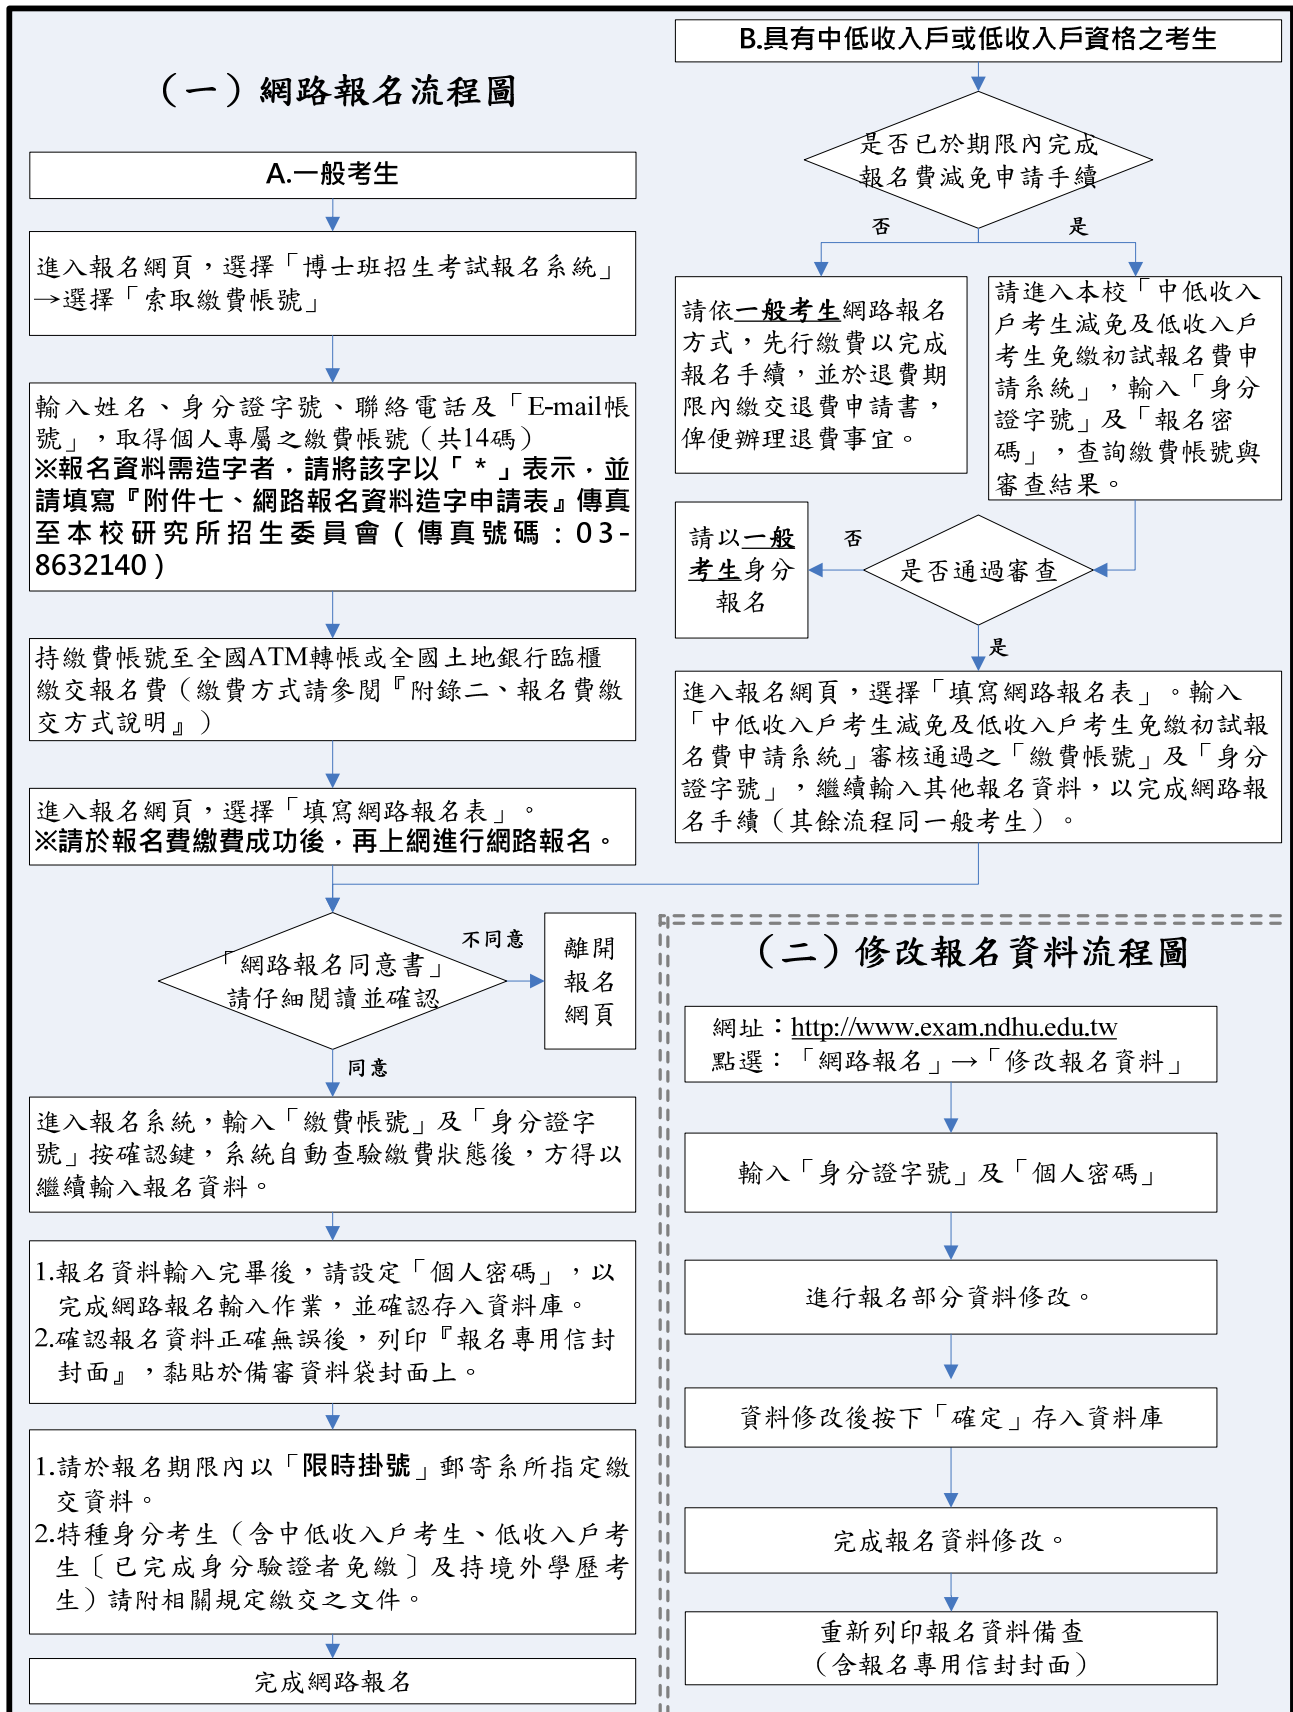 （一）網路報名流程圖
A.一般考生
進入報名網頁，選擇「博士班招生考試報名系統」
→選擇「索取繳費帳號」
輸入姓名、身分證字號、聯絡電話及「E-mail帳
號」，取得個人專屬之繳費帳號（共14碼）
※報名資料需造字者，請將該字以「*」表示，並
請填寫『附件七、網路報名資料造字申請表』傳真
至本校研究所招生委員會（傳真號碼：03-
8632140）
持繳費帳號至全國ATM轉帳或全國土地銀行臨櫃
繳交報名費（繳費方式請參閱『附錄二、報名費繳
交方式說明』）
進入報名網頁，選擇「填寫網路報名表」。
※請於報名費繳費成功後，再上網進行網路報名。
「網路報名同意書」
請仔細閱讀並確認
不同意
離開
報名
網頁
同意
進入報名系統，輸入「繳費帳號」及「身分證字
號」按確認鍵，系統自動查驗繳費狀態後，方得以
繼續輸入報名資料。
1.報名資料輸入完畢後，請設定「個人密碼」，以
完成網路報名輸入作業，並確認存入資料庫。
2.確認報名資料正確無誤後，列印『報名專用信封
封面』，黏貼於備審資料袋封面上。
1.請於報名期限內以「限時掛號」郵寄系所指定繳
交資料。
2.特種身分考生（含中低收入戶考生、低收入戶考
生〔已完成身分驗證者免繳〕及持境外學歷考
生）請附相關規定繳交之文件。
完成網路報名
B.具有中低收入戶或低收入戶資格之考生
是否已於期限內完成
報名費減免申請手續
否
是
請依一般考生網路報名
方式，先行繳費以完成
報名手續，並於退費期
限內繳交退費申請書，
俾便辦理退費事宜。
請進入本校「中低收入
戶考生減免及低收入戶
考生免繳初試報名費申
請系統」，輸入「身分
證字號」及「報名密
碼」，查詢繳費帳號與
審查結果。
請以一般
考生身分
報名
否
是否通過審查
是
進入報名網頁，選擇「填寫網路報名表」。輸入
「中低收入戶考生減免及低收入戶考生免繳初試報
名費申請系統」審核通過之「繳費帳號」及「身分
證字號」，繼續輸入其他報名資料，以完成網路報
名手續（其餘流程同一般考生）。
（二）修改報名資料流程圖
網址：http://www.exam.ndhu.edu.tw
點選：「網路報名」→「修改報名資料」
輸入「身分證字號」及「個人密碼」
進行報名部分資料修改。
資料修改後按下「確定」存入資料庫
完成報名資料修改。
重新列印報名資料備查
（含報名專用信封封面）